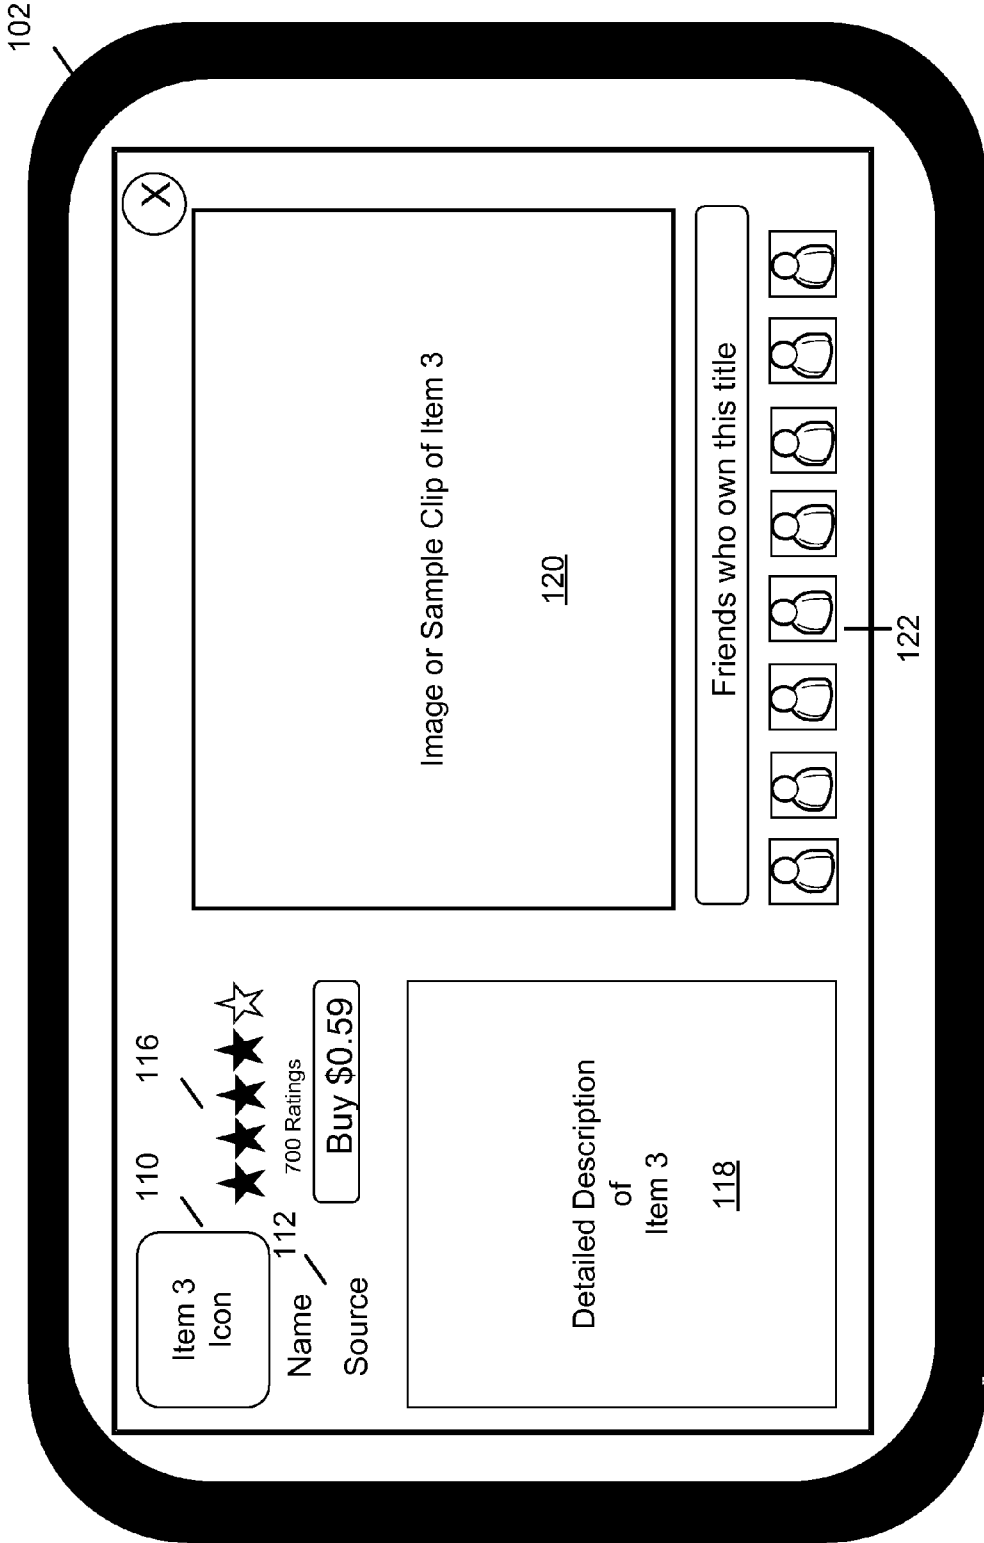 102
X
110
116
Item 3
Icon
700 Ratings
Buy $0.59
112
Name
Source
Detailed Description
of
Item 3
118
Image or Sample Clip of Item 3
120
Friends who own this title
122